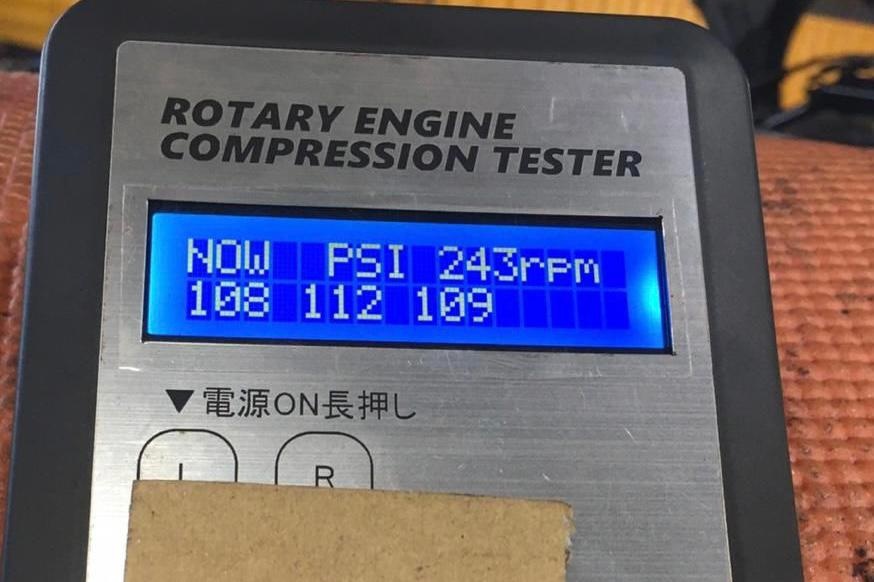 ROTARY ENGINE
COMPRESSION TESTER
NOW PSI 243rpm
108 112 109
▼電源ON長押し
L R